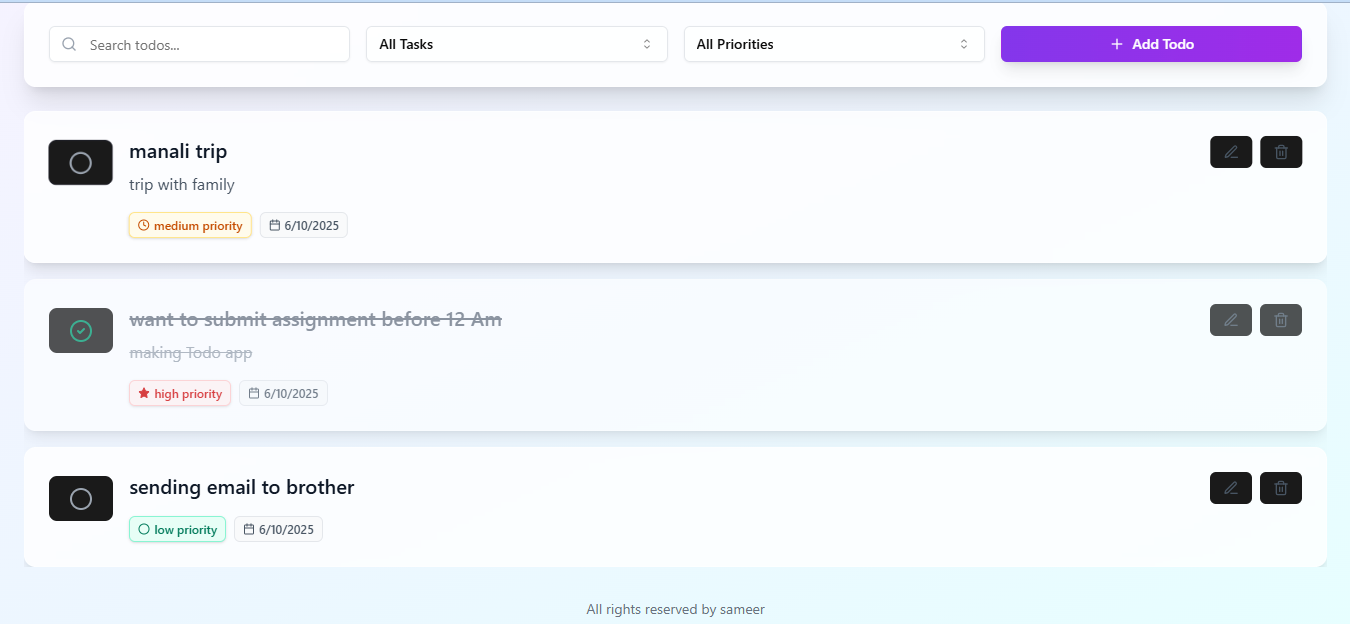 Search todos...
All Tasks
All Priorities
Add Todo
manali trip
trip with family
medium priority
6/10/2025
want to submit assignment before 12 Am
making Todo app
high priority
6/10/2025
sending email to brother
low priority
6/10/2025
All rights reserved by sameer